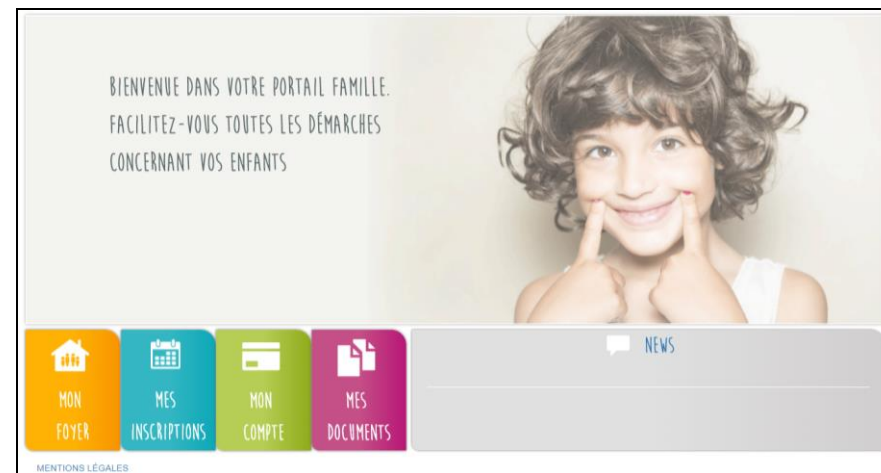 BIENVENUE DANS VOTRE PORTAIL FAMILLE.
FACILITEZ-VOUS TOUTES LES DÉMARCHES
CONCERNANT VOS ENFANTS
MON
FOYER
MES
INSCRIPTIONS
MON
COMPTE
MES
DOCUMENTS
NEWS
MENTIONS LÉGALES